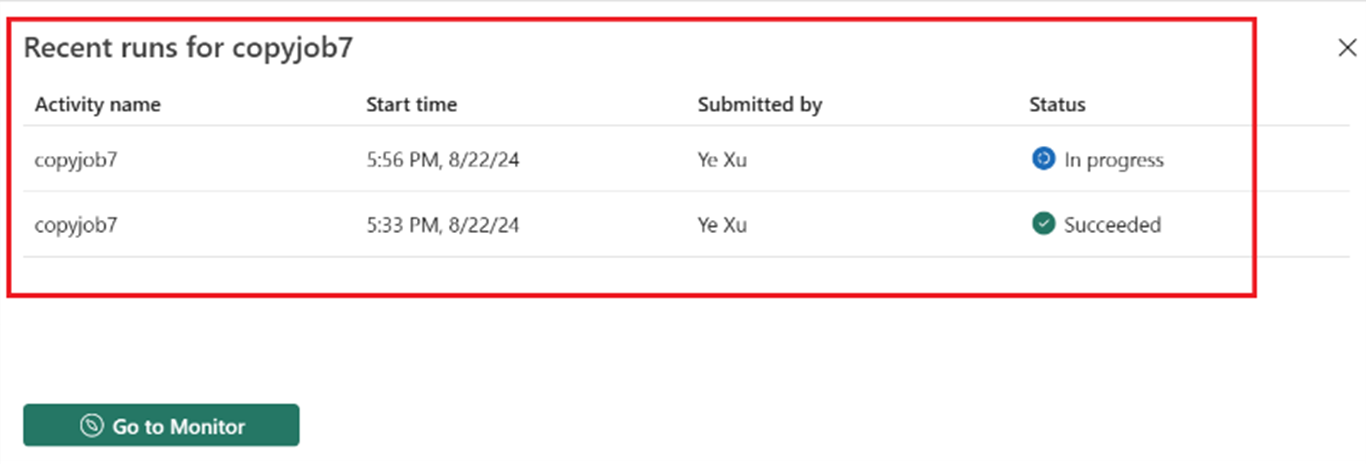 Recent runs for copyjob7
Activity name Start time Submitted by Status
copyjob7 5:56 PM, 8/22/24 Ye Xu In progress
copyjob7 5:33 PM, 8/22/24 Ye Xu Succeeded
Go to Monitor